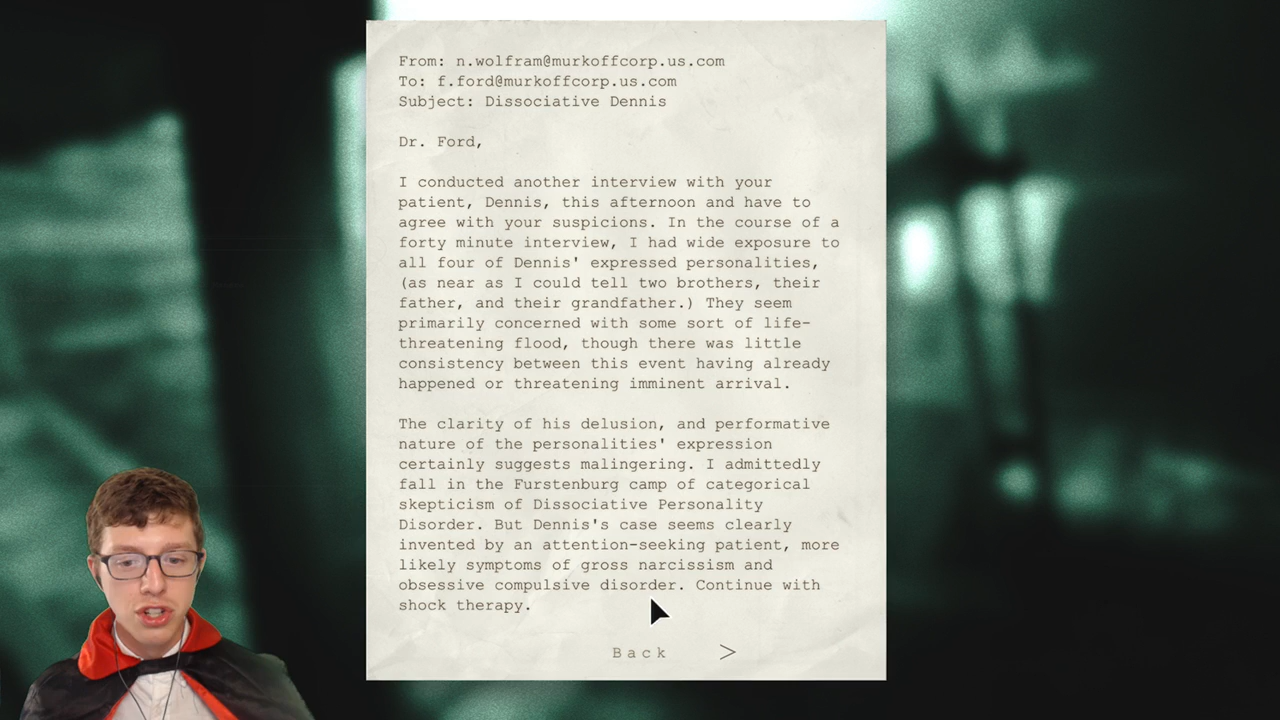 From: n.wolfram@murkoffcorp.us.com
To: f.ford@murkoffcorp.us.com
Subject: Dissociative Dennis
Dr. Ford,
I conducted another interview with your
patient, Dennis, this afternoon and have to
agree with your suspicions. In the course of a
forty minute interview, I had wide exposure to
all four of Dennis' expressed personalities,
(as near as I could tell two brothers, their
father, and their grandfather.) They seem
primarily concerned with some sort of life-
threatening flood, though there was little
consistency between this event having already
happened or threatening imminent arrival.
The clarity of his delusion, and performative
nature of the personalities' expression
certainly suggests malingering. I admittedly
fall in the Furstenburg camp of categorical
skepticism of Dissociative Personality
Disorder. But Dennis's case seems clearly
invented by an attention-seeking patient, more
likely symptoms of gross narcissism and
obsessive compulsive disorder. Continue with
shock therapy.
Back >